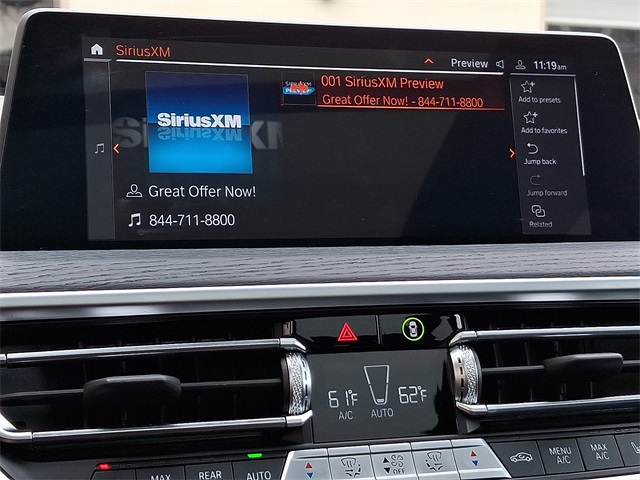 SiriusXM
Preview
11:19am
SiriusXM
001 SiriusXM Preview
Great Offer Now! - 844-711-8800
Great Offer Now!
844-711-8800
Add to presets
Add to favorites
Jump back
Jump forward
Related
61°F
A/C
AUTO
62°F
MAX
REAR
AUTO
OFF
MENU
A/C
MAX
A/C